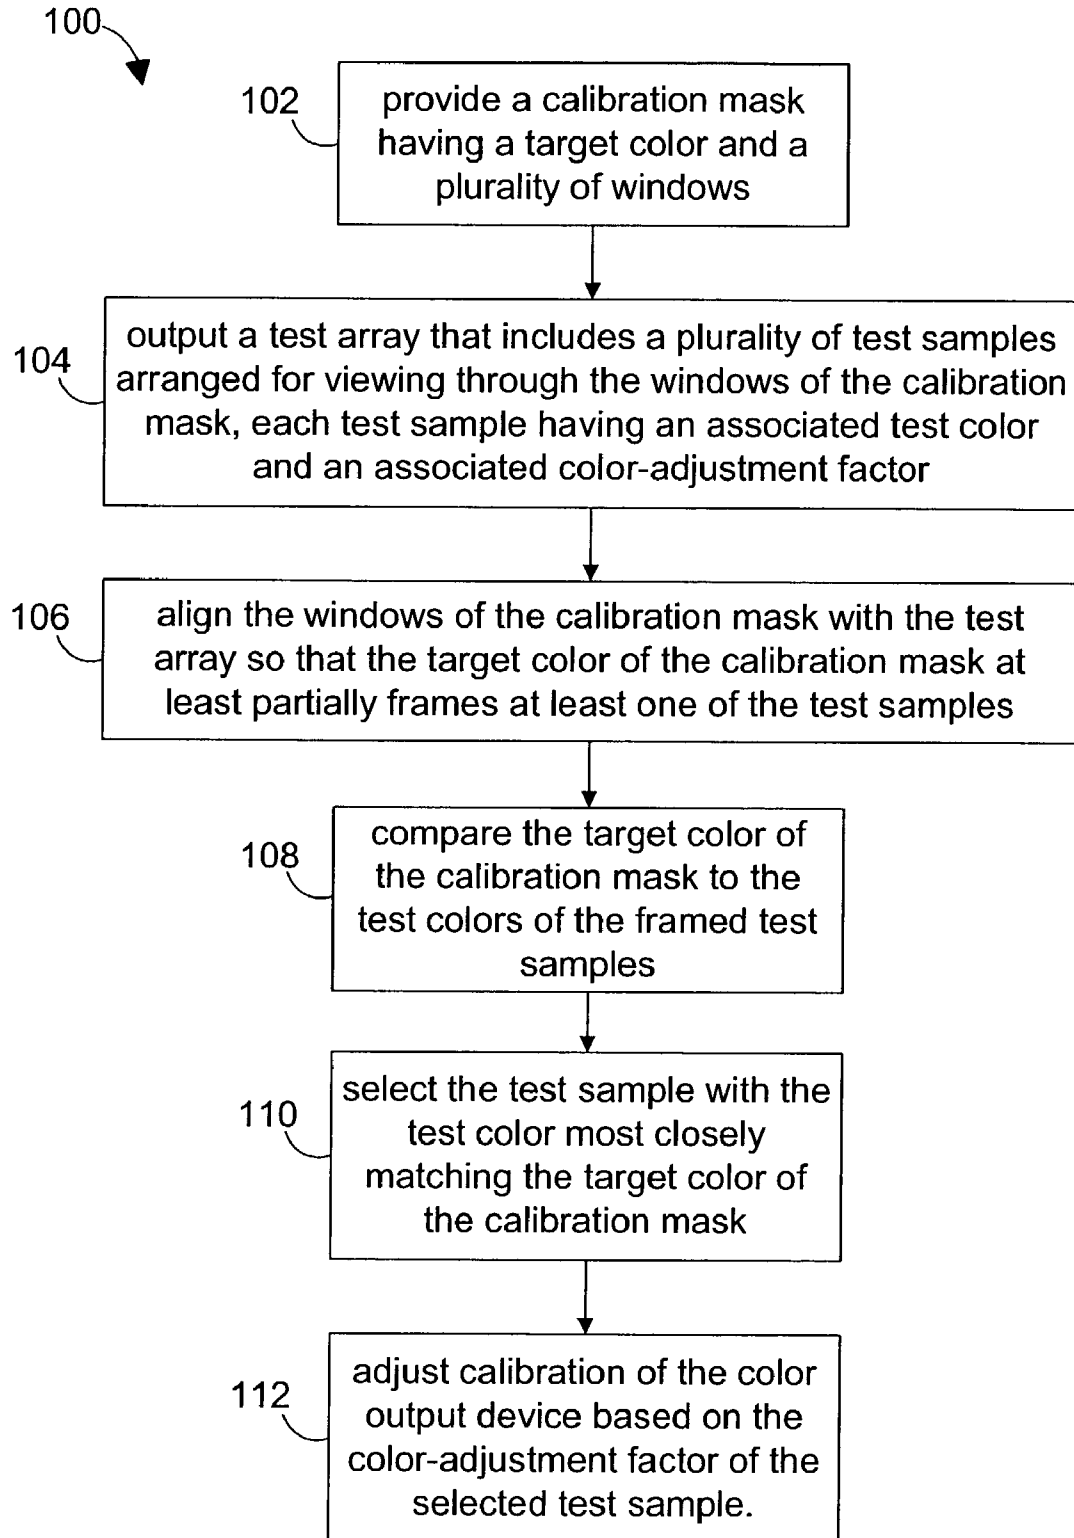 100
102
provide a calibration mask
having a target color and a
plurality of windows
104
output a test array that includes a plurality of test samples
arranged for viewing through the windows of the calibration
mask, each test sample having an associated test color
and an associated color-adjustment factor
106
align the windows of the calibration mask with the test
array so that the target color of the calibration mask at
least partially frames at least one of the test samples
108
compare the target color of
the calibration mask to the
test colors of the framed test
samples
110
select the test sample with the
test color most closely
matching the target color of
the calibration mask
112
adjust calibration of the color
output device based on the
color-adjustment factor of the
selected test sample.